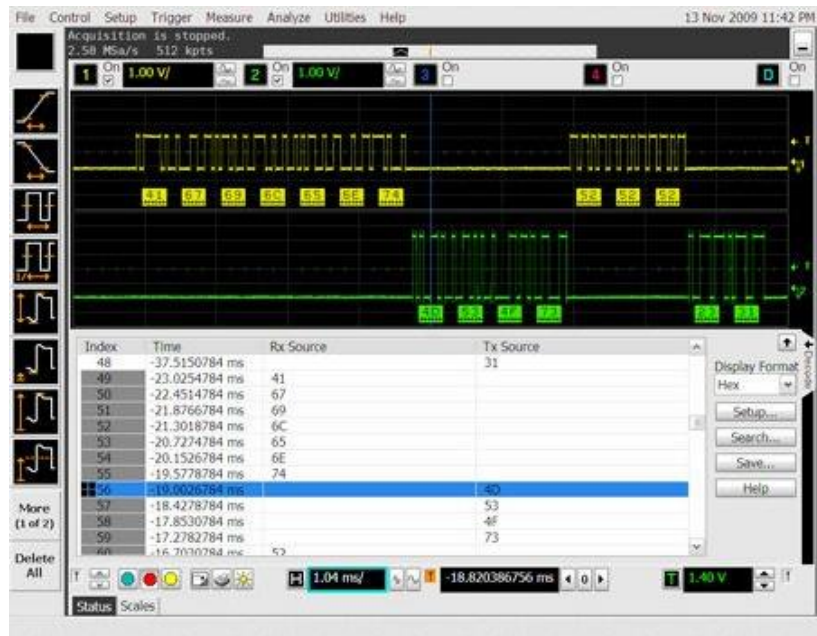 File Control Setup Trigger Measure Analyze Utilities Help 13 Nov 2009 11:42 PM
Acquisition is stopped.
2.50 MSa/s 512 kpts
1 On 1.00 V/ 2 On 1.00 V/ 3 On 4 On D On
T
41 67 69 6C 65 6E 74 52 52 52
T
4D 53 4F 73
Index Time Rx Source Tx Source
48 -37.5150784 ms 31
49 -23.0254784 ms 41
50 -22.4514784 ms 67
51 -21.8766784 ms 69
52 -21.3018784 ms 6C
53 -20.7274784 ms 65
54 -20.1526784 ms 6E
55 -19.5778784 ms 74
56 -19.0026784 ms 4D
57 -18.4278784 ms 53
58 -17.8530784 ms 4F
59 -17.2782784 ms 73
60 -16.7030784 ms 52
Decode
Display Format
Hex
Setup...
Search...
Save...
Help
More
(1 of 2)
Delete
All
H 1.04 ms/ T -18.820386756 ms 0 T 1.40 V
Status Scales